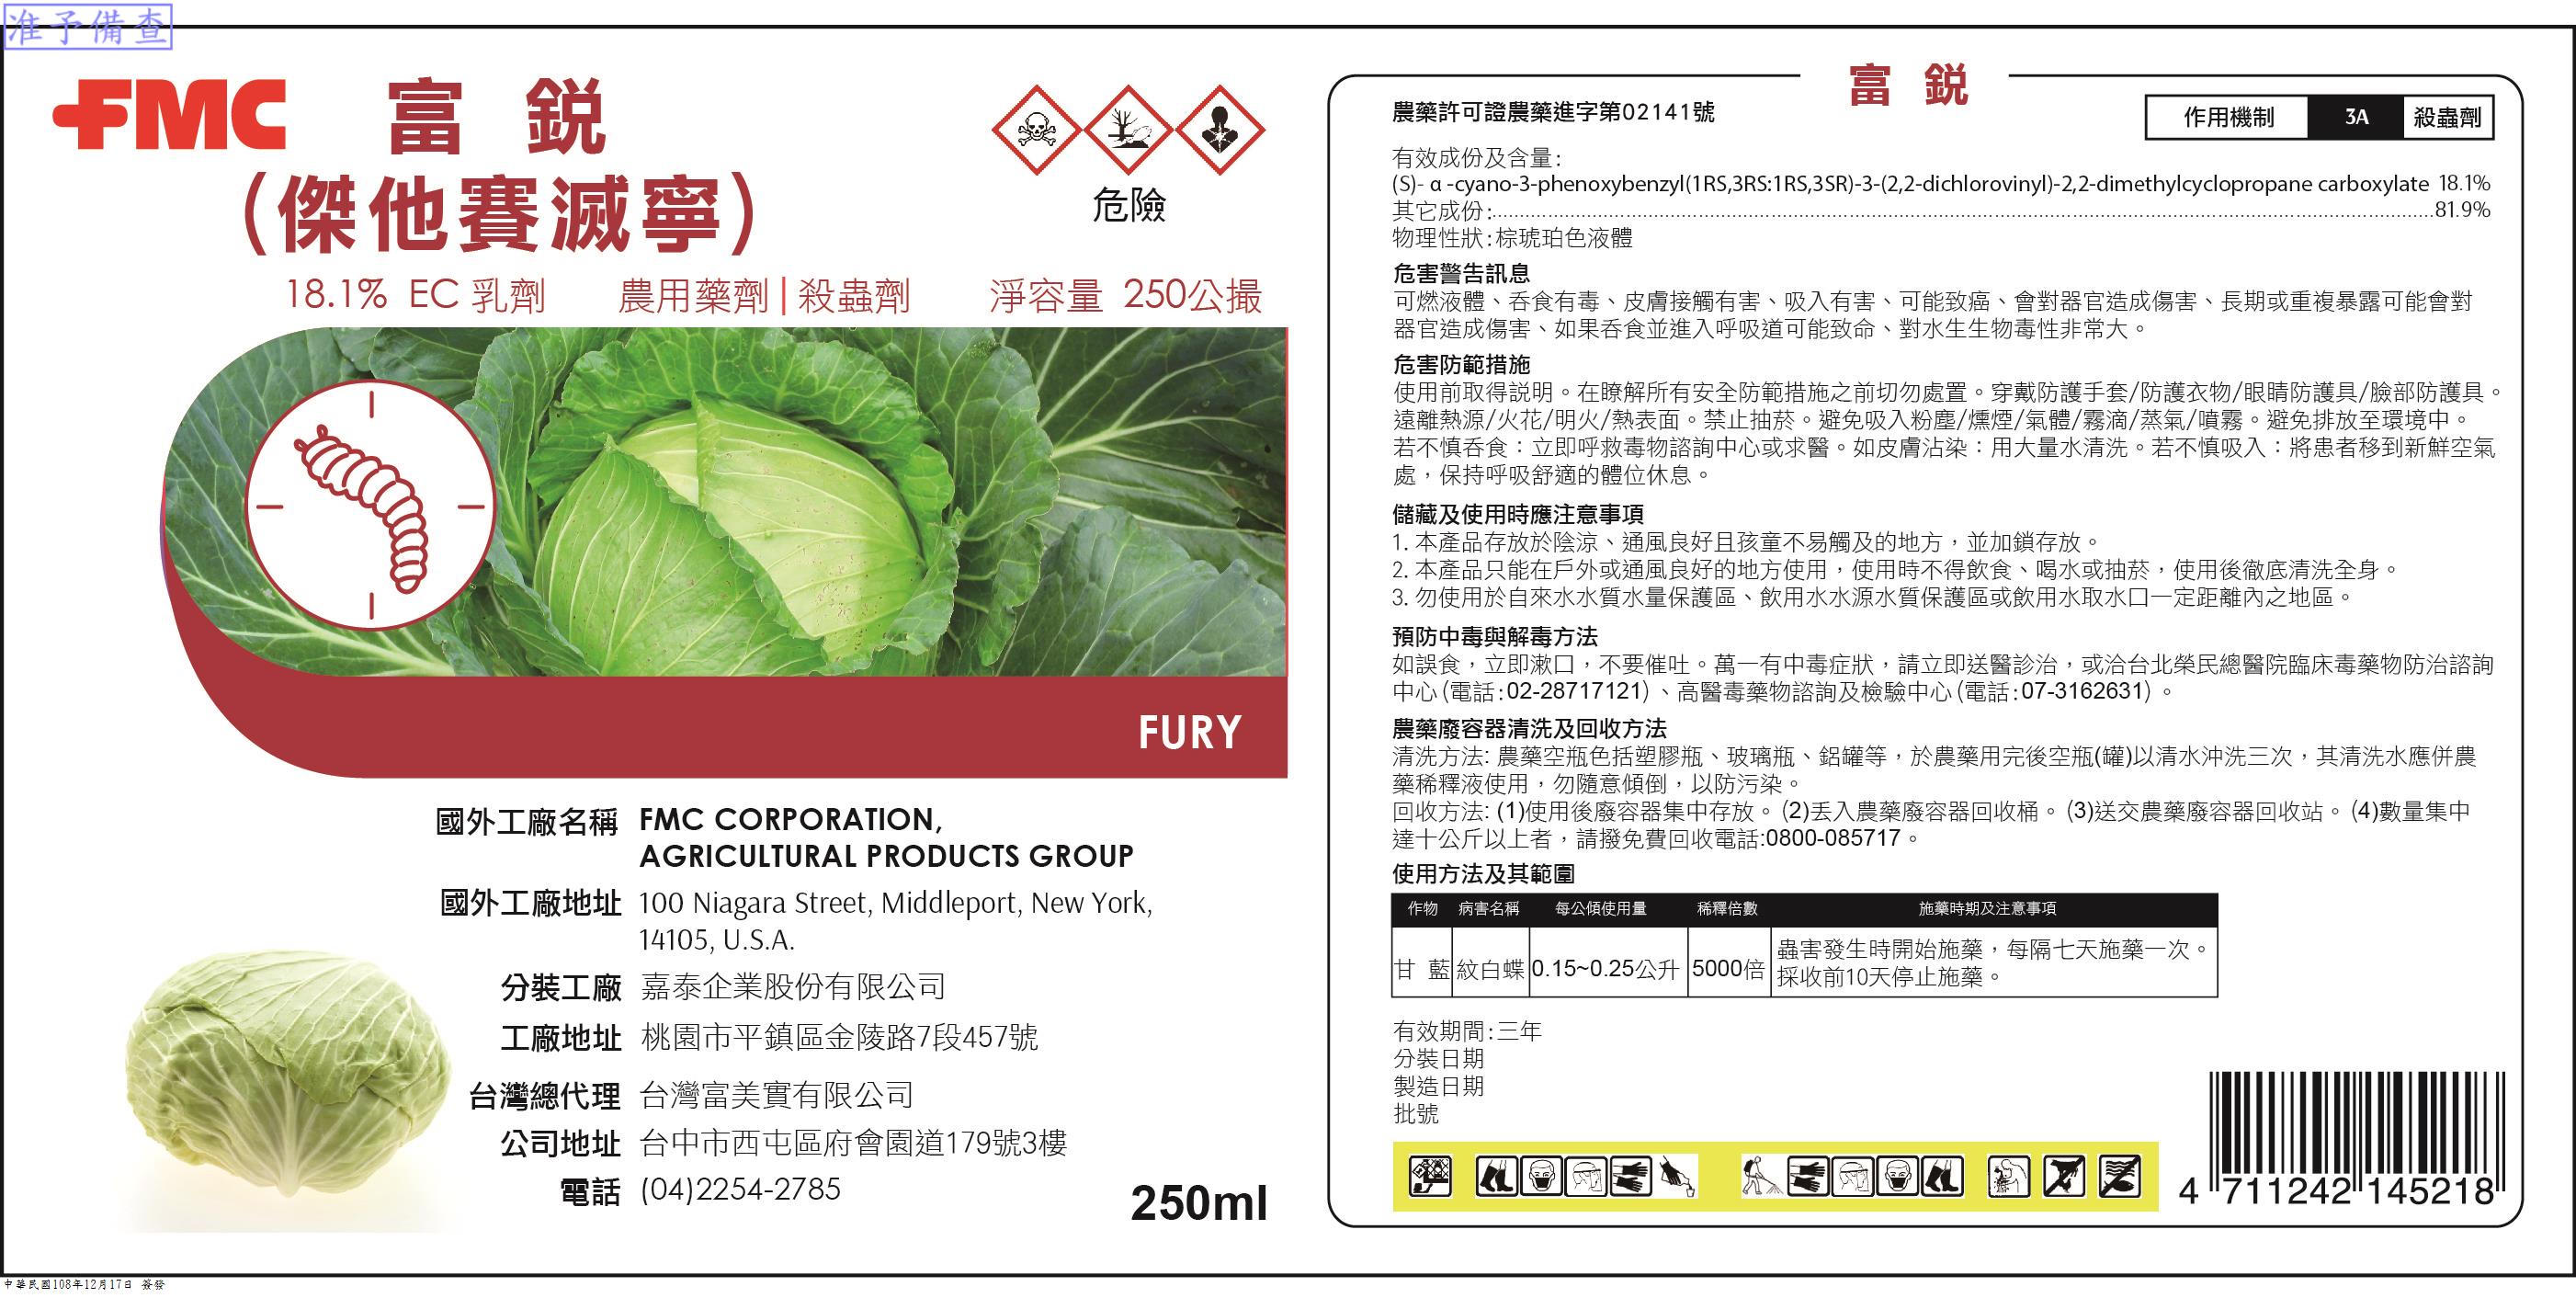 准予備查
FMC
富銳
(傑他賽滅寧)
危險
18.1% EC 乳劑 農用藥劑|殺蟲劑 淨容量 250公撮
FURY
國外工廠名稱 FMC CORPORATION,
AGRICULTURAL PRODUCTS GROUP
國外工廠地址 100 Niagara Street, Middleport, New York,
14105, U.S.A.
分裝工廠 嘉泰企業股份有限公司
工廠地址 桃園市平鎮區金陵路7段457號
台灣總代理 台灣富美實有限公司
公司地址 台中市西屯區府會園道179號3樓
電話 (04)2254-2785
250ml
富銳
農藥許可證農藥進字第02141號
作用機制 3A 殺蟲劑
有效成份及含量:
(S)- α -cyano-3-phenoxybenzyl(1RS,3RS:1RS,3SR)-3-(2,2-dichlorovinyl)-2,2-dimethylcyclopropane carboxylate 18.1%
其它成份:........81.9%
物理性狀:棕琥珀色液體
危害警告訊息
可燃液體、吞食有毒、皮膚接觸有害、吸入有害、可能致癌、會對器官造成傷害、長期或重複暴露可能會對
器官造成傷害、如果吞食並進入呼吸道可能致命、對水生生物毒性非常大。
危害防範措施
使用前取得説明。在瞭解所有安全防範措施之前切勿處置。穿戴防護手套/防護衣物/眼睛防護具/臉部防護具。
遠離熱源/火花/明火/熱表面。禁止抽菸。避免吸入粉塵/燻煙/氣體/霧滴/蒸氣/噴霧。避免排放至環境中。
若不慎吞食：立即呼救毒物諮詢中心或求醫。如皮膚沾染：用大量水清洗。若不慎吸入：將患者移到新鮮空氣
處，保持呼吸舒適的體位休息。
儲藏及使用時應注意事項
1. 本產品存放於陰涼、通風良好且孩童不易觸及的地方，並加鎖存放。
2. 本產品只能在戶外或通風良好的地方使用，使用時不得飲食、喝水或抽菸，使用後徹底清洗全身。
3. 勿使用於自來水水質水量保護區、飲用水水源水質保護區或飲用水取水口一定距離內之地區。
預防中毒與解毒方法
如誤食，立即漱口，不要催吐。萬一有中毒症狀，請立即送醫診治，或洽台北榮民總醫院臨床毒藥物防治諮詢
中心(電話:02-28717121)、高醫毒藥物諮詢及檢驗中心(電話:07-3162631)。
農藥廢容器清洗及回收方法
清洗方法: 農藥空瓶色括塑膠瓶、玻璃瓶、鋁罐等，於農藥用完後空瓶(罐)以清水沖洗三次，其清洗水應併農
藥稀釋液使用，勿隨意傾倒，以防污染。
回收方法: (1)使用後廢容器集中存放。(2)丟入農藥廢容器回收桶。(3)送交農藥廢容器回收站。(4)數量集中
達十公斤以上者，請撥免費回收電話:0800-085717。
使用方法及其範圍
作物 病害名稱 每公傾使用量 稀釋倍數 施藥時期及注意事項
甘藍 紋白蝶 0.15~0.25公升 5000倍 蟲害發生時開始施藥，每隔七天施藥一次。
採收前10天停止施藥。
有效期間:三年
分裝日期
製造日期
批號
4 711242 145218
中華民國108年12月17日 簽發